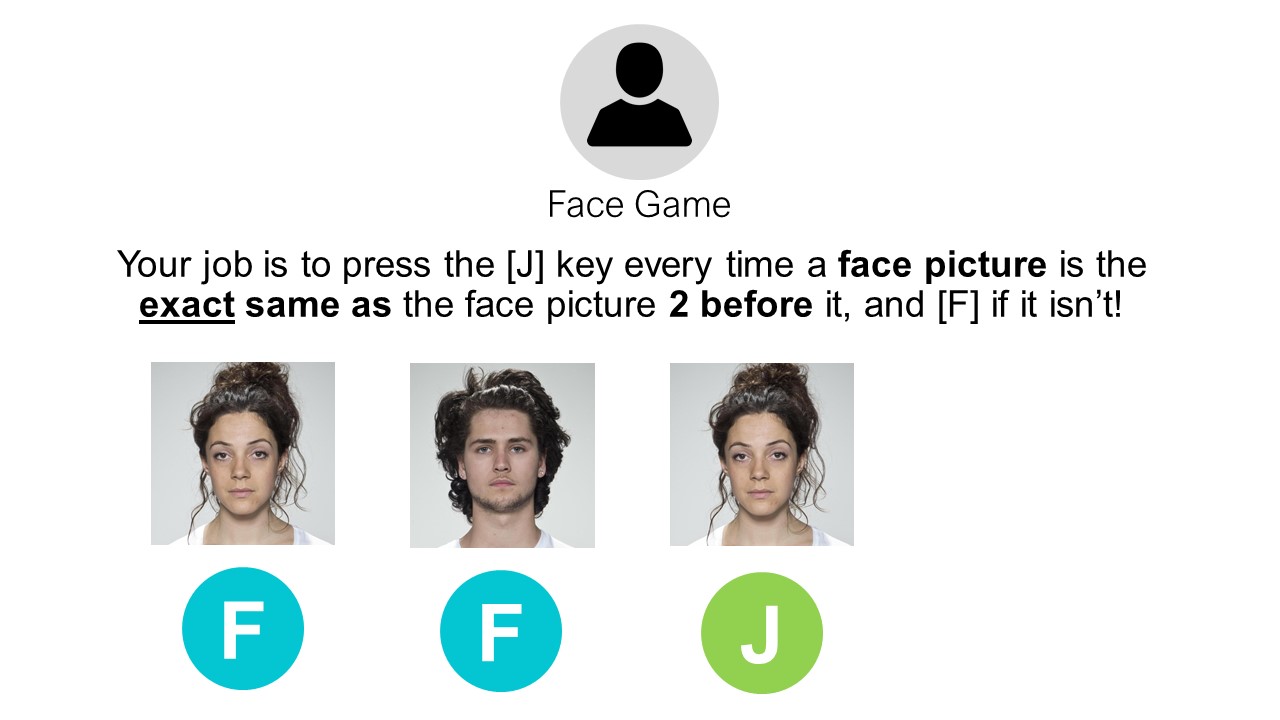 Face Game
Your job is to press the [J] key every time a face picture is the
exact same as the face picture 2 before it, and [F] if it isn’t!
F F J